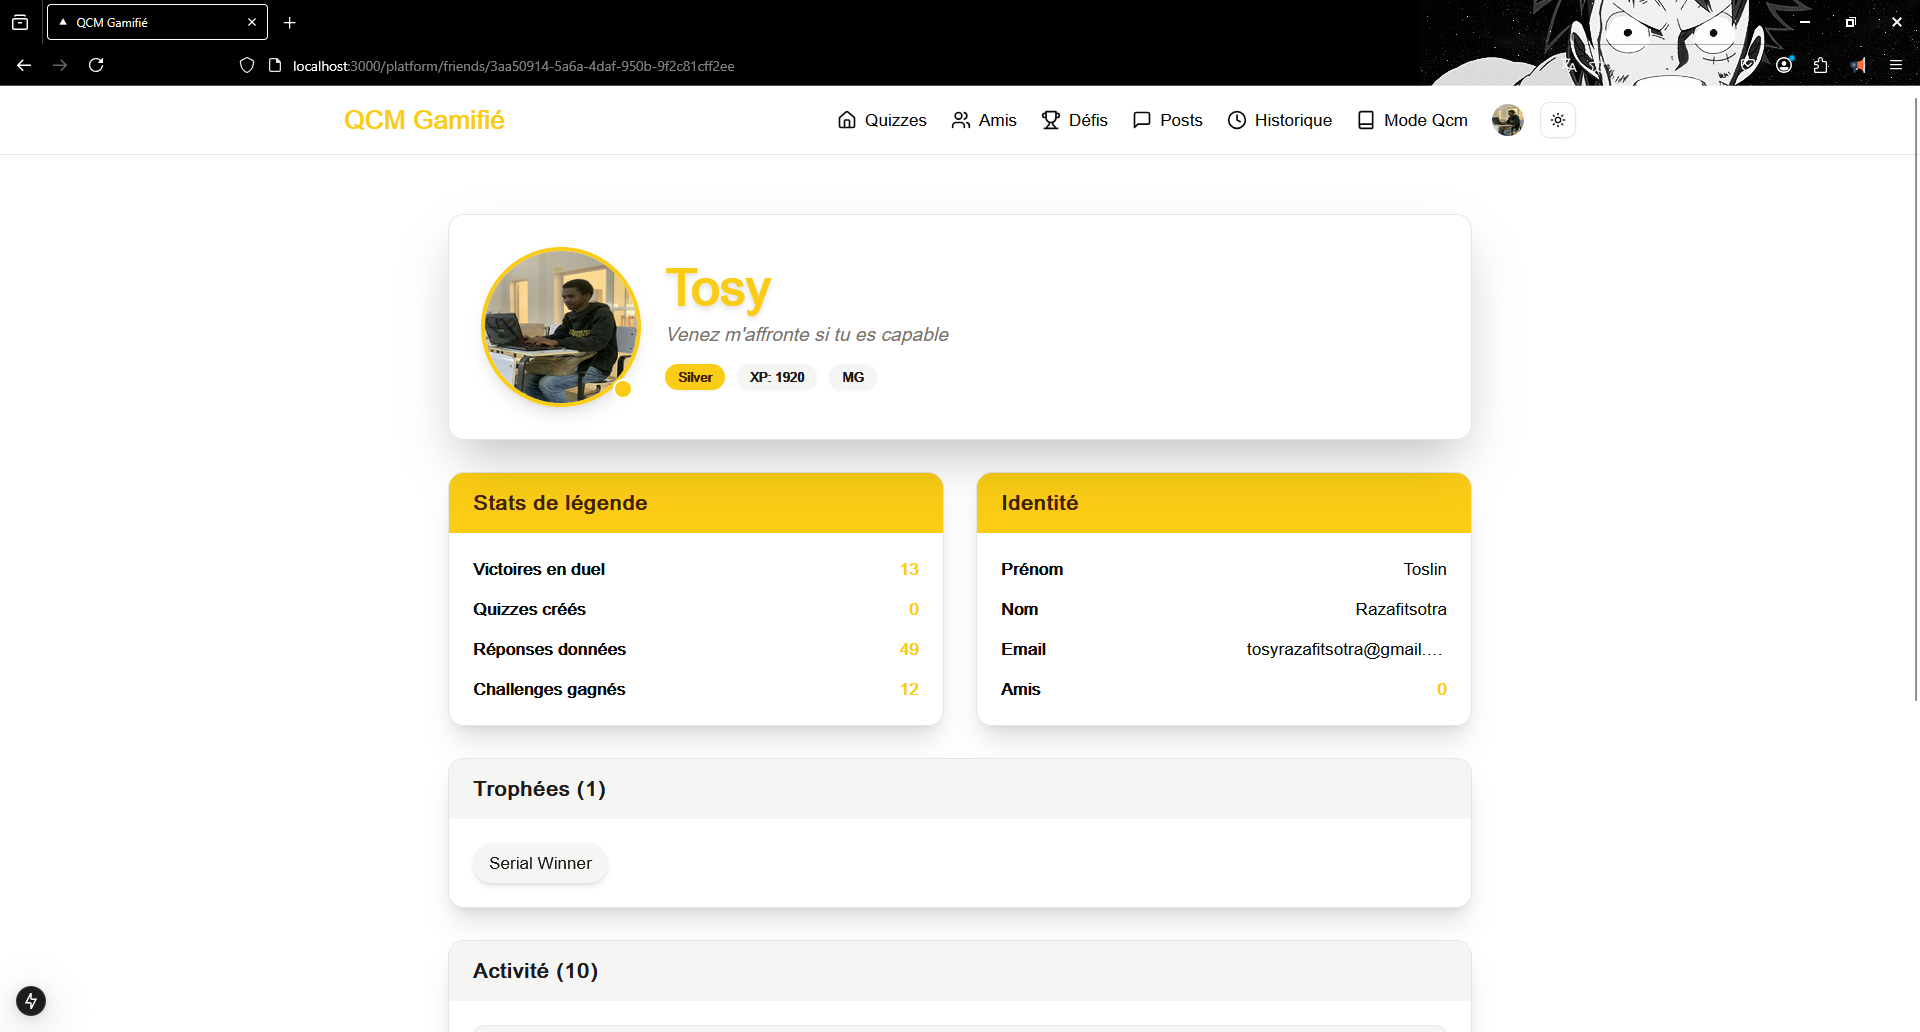 QCM Gamifié
localhost:3000/platform/friends/3aa50914-5a6a-4daf-950b-9f2c81cff2ee
QCM Gamifié
Quizzes
Amis
Défis
Posts
Historique
Mode Qcm
Tosy
Venez m'affronte si tu es capable
Silver
XP: 1920
MG
Stats de légende
Victoires en duel 13
Quizzes créés 0
Réponses données 49
Challenges gagnés 12
Identité
Prénom Toslin
Nom Razafitsotra
Email tosyrazafitsotra@gmail.…
Amis 0
Trophées (1)
Serial Winner
Activité (10)